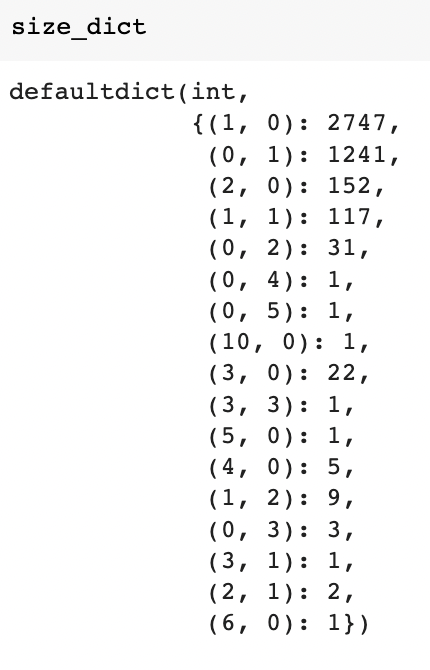 size_dict
defaultdict(int,
            {(1, 0): 2747,
             (0, 1): 1241,
             (2, 0): 152,
             (1, 1): 117,
             (0, 2): 31,
             (0, 4): 1,
             (0, 5): 1,
             (10, 0): 1,
             (3, 0): 22,
             (3, 3): 1,
             (5, 0): 1,
             (4, 0): 5,
             (1, 2): 9,
             (0, 3): 3,
             (3, 1): 1,
             (2, 1): 2,
             (6, 0): 1})